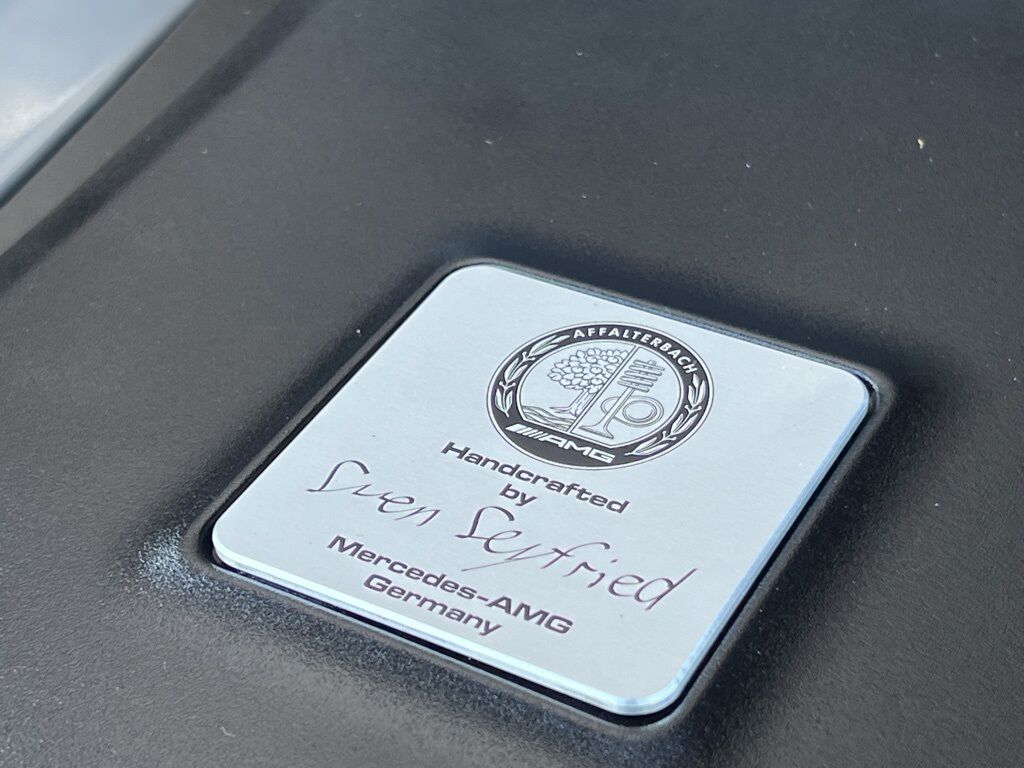 AFFALTERBACH
AMG
Handcrafted
by
Sven Seyfried
Mercedes-AMG
Germany